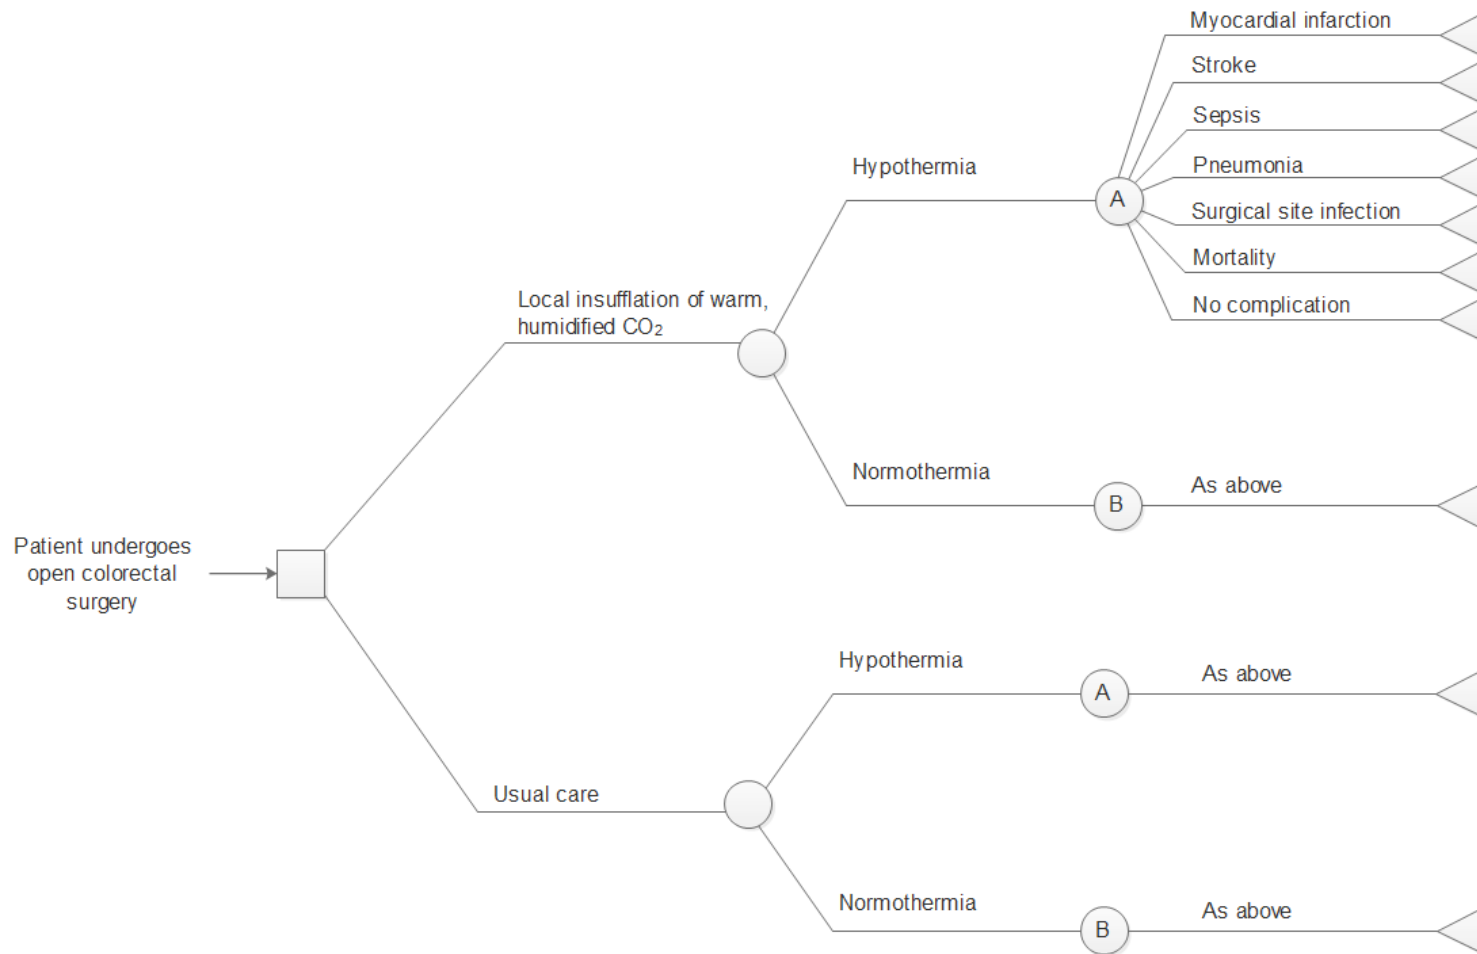 Myocardial infarction
Stroke
Sepsis
Hypothermia
Pneumonia
A
Surgical site infection
Mortality
Local insufflation of warm,
humidified CO₂
No complication
Normothermia
B
As above
Patient undergoes
open colorectal
surgery
Hypothermia
A
As above
Usual care
Normothermia
B
As above